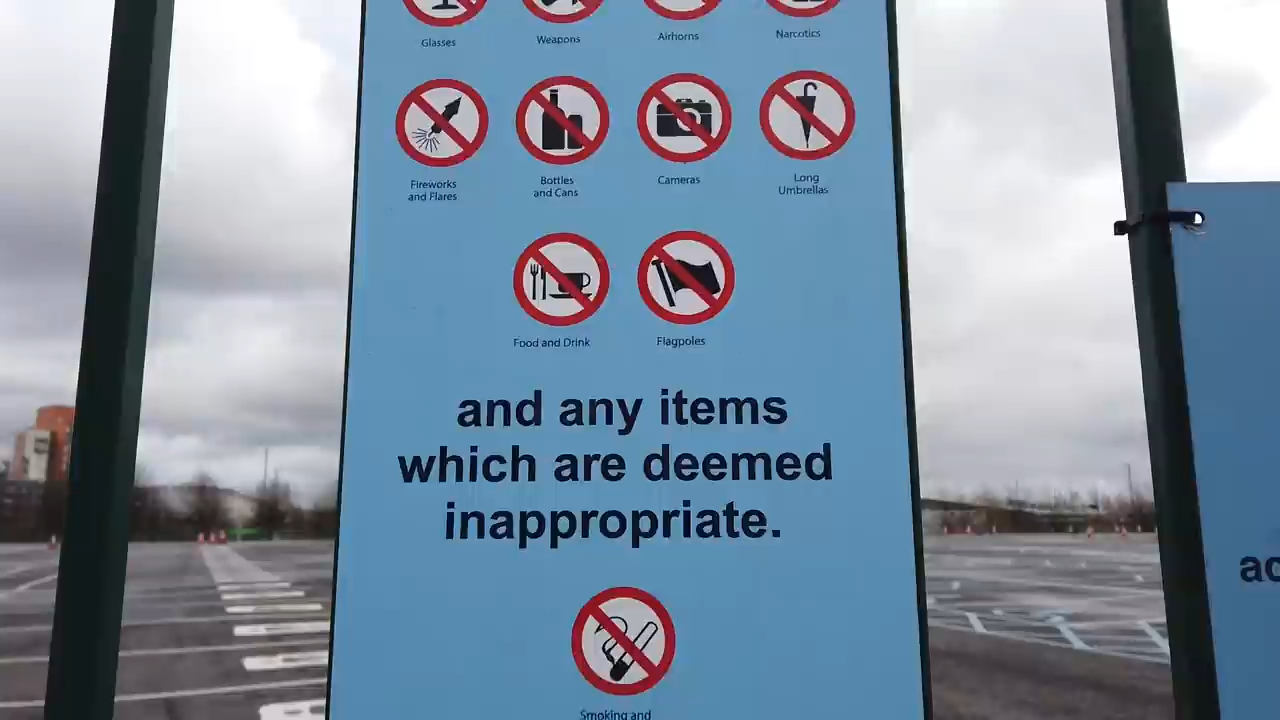 Glasses
Weapons
Airhorns
Narcotics
Fireworks
and Flares
Bottles
and Cans
Cameras
Long
Umbrellas
Food and Drink
Flagpoles
and any items
which are deemed
inappropriate.
Smoking and